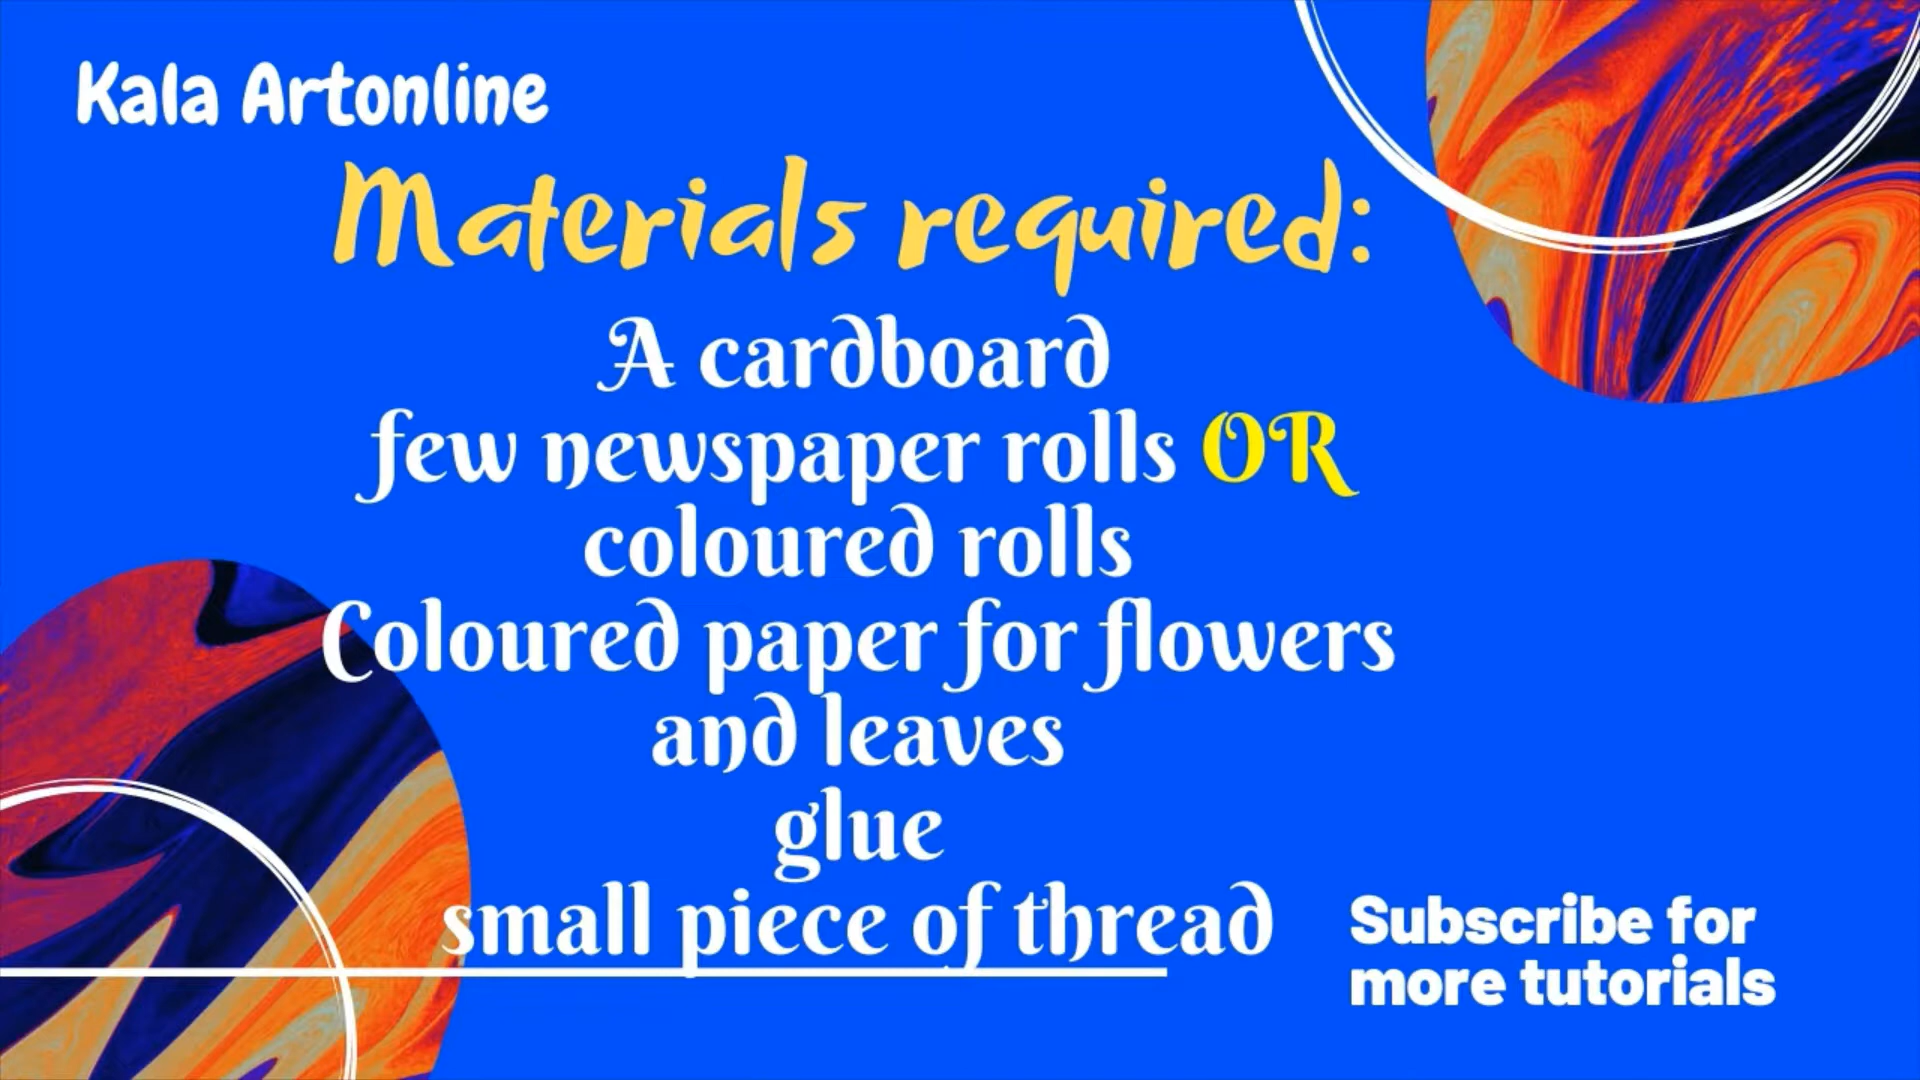 Kala Artonline
Materials required:
A cardboard
few newspaper rolls OR
coloured rolls
Coloured paper for flowers
and leaves
glue
small piece of thread
Subscribe for
more tutorials